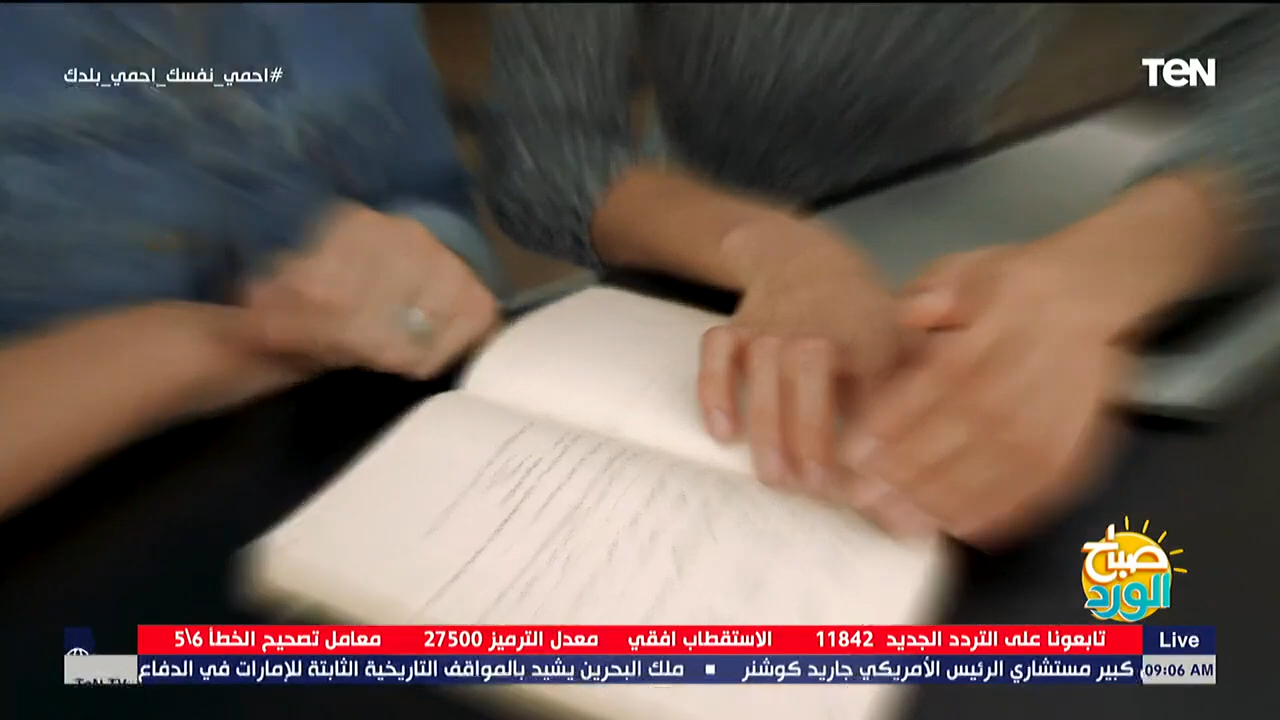 #احمي_نفسك_احمي_بلدك
TeN
صباح
الورد
تابعونا على التردد الجديد 11842 الاستقطاب افقي معدل الترميز 27500 معامل تصحيح الخطأ 6\5
Live
كبير مستشاري الرئيس الأمريكي جاريد كوشنر ▪ ملك البحرين يشيد بالمواقف التاريخية الثابتة للإمارات في الدفاع
09:06 AM
TeN TV